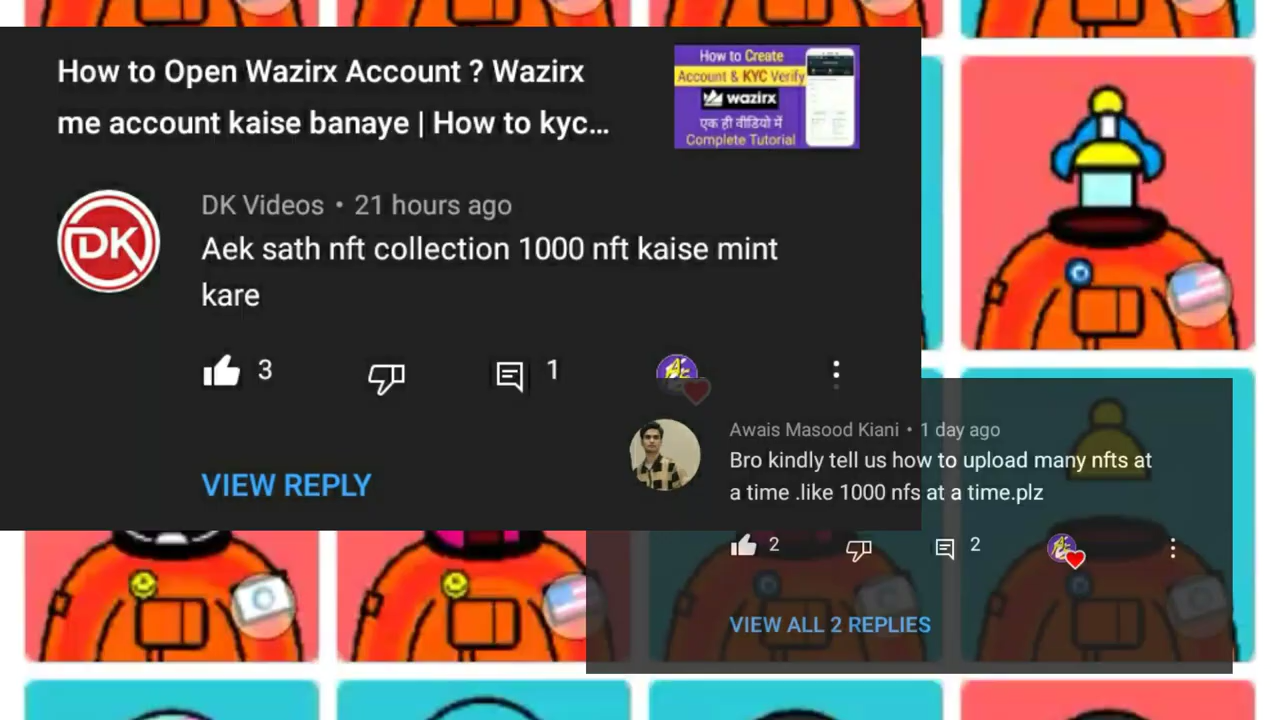 How to Open Wazirx Account ? Wazirx
me account kaise banaye | How to kyc...
How to Create
Account & KYC Verify
wazirx
एक ही वीडियो में
Complete Tutorial
DK
DK Videos • 21 hours ago
Aek sath nft collection 1000 nft kaise mint
kare
3
1
VIEW REPLY
Awais Masood Kiani • 1 day ago
Bro kindly tell us how to upload many nfts at
a time .like 1000 nfs at a time.plz
2
2
VIEW ALL 2 REPLIES